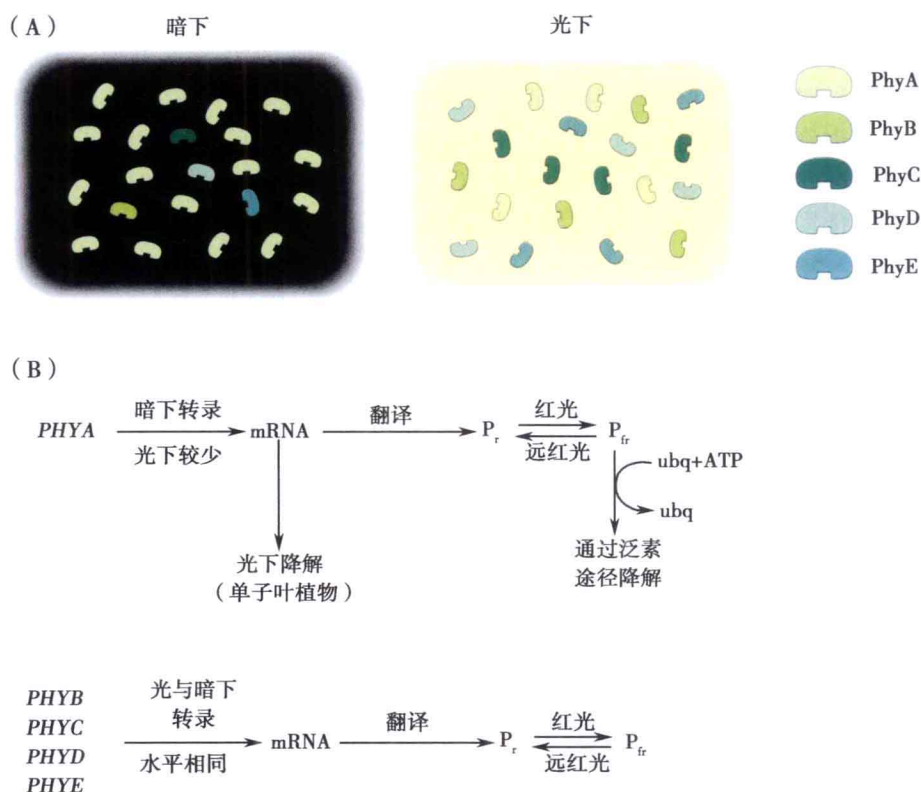 （A）
暗下
光下
PhyA
PhyB
PhyC
PhyD
PhyE
（B）
PHYA
暗下转录
光下较少
mRNA
翻译
Pr
红光
远红光
Pfr
ubq+ATP
ubq
光下降解
（单子叶植物）
通过泛素
途径降解
PHYB
PHYC
PHYD
PHYE
光与暗下
转录
水平相同
mRNA
翻译
Pr
红光
远红光
Pfr